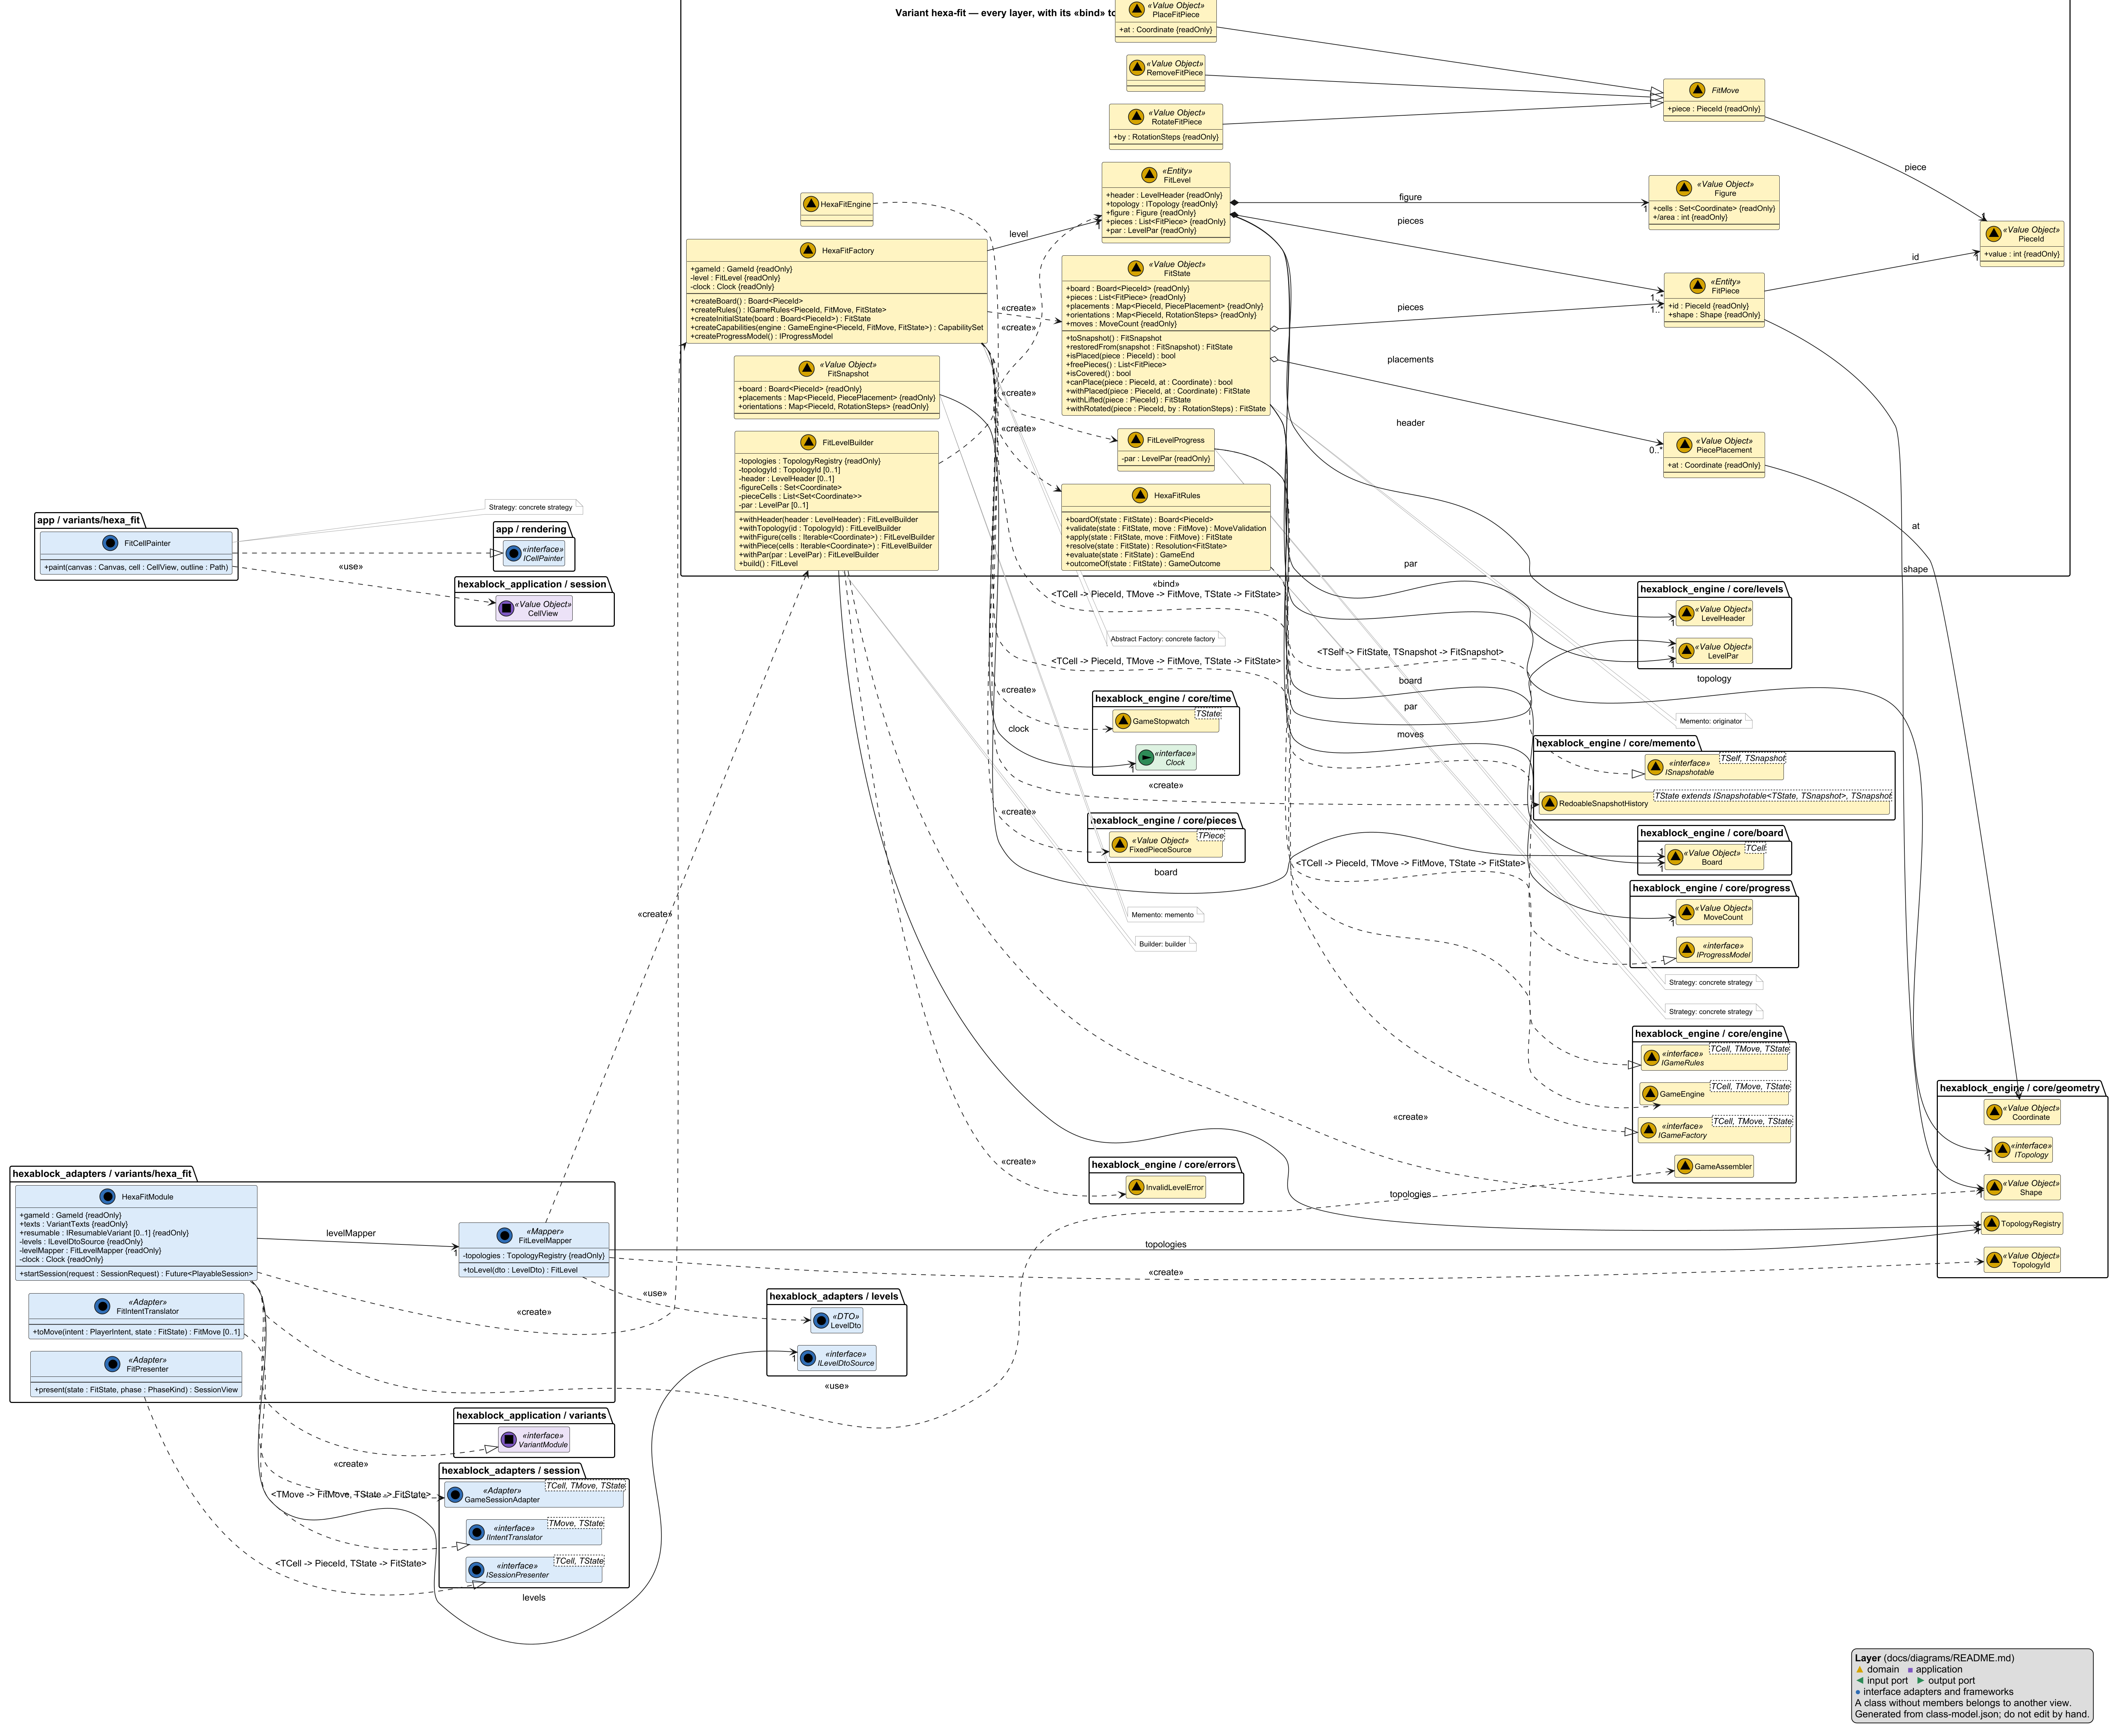 Variant hexa-fit — every layer, with its «bind» to
«Value Object»
PlaceFitPiece
+at : Coordinate {readOnly}
«Value Object»
RemoveFitPiece
«Value Object»
RotateFitPiece
+by : RotationSteps {readOnly}
FitMove
+piece : PieceId {readOnly}
piece
«Entity»
FitLevel
+header : LevelHeader {readOnly}
+topology : ITopology {readOnly}
+figure : Figure {readOnly}
+pieces : List<FitPiece> {readOnly}
+par : LevelPar {readOnly}
figure
1
«Value Object»
Figure
+cells : Set<Coordinate> {readOnly}
+/area : int {readOnly}
pieces
HexaFitEngine
level
1
HexaFitFactory
+gameId : GameId {readOnly}
-level : FitLevel {readOnly}
-clock : Clock {readOnly}
+createBoard() : Board<PieceId>
+createRules() : IGameRules<PieceId, FitMove, FitState>
+createInitialState(board : Board<PieceId>) : FitState
+createCapabilities(engine : GameEngine<PieceId, FitMove, FitState>) : CapabilitySet
+createProgressModel() : IProgressModel
1
«Value Object»
PieceId
+value : int {readOnly}
id
1
«Value Object»
FitState
+board : Board<PieceId> {readOnly}
+pieces : List<FitPiece> {readOnly}
+placements : Map<PieceId, PiecePlacement> {readOnly}
+orientations : Map<PieceId, RotationSteps> {readOnly}
+moves : MoveCount {readOnly}
+toSnapshot() : FitSnapshot
+restoredFrom(snapshot : FitSnapshot) : FitState
+isPlaced(piece : PieceId) : bool
+freePieces() : List<FitPiece>
+isCovered() : bool
+canPlace(piece : PieceId, at : Coordinate) : bool
+withPlaced(piece : PieceId, at : Coordinate) : FitState
+withLifted(piece : PieceId) : FitState
+withRotated(piece : PieceId, by : RotationSteps) : FitState
«create»
«create»
«create»
«create»
1..*
1..*
«Entity»
FitPiece
+id : PieceId {readOnly}
+shape : Shape {readOnly}
pieces
placements
0..*
«Value Object»
PiecePlacement
+at : Coordinate {readOnly}
header
«Value Object»
FitSnapshot
+board : Board<PieceId> {readOnly}
+placements : Map<PieceId, PiecePlacement> {readOnly}
+orientations : Map<PieceId, RotationSteps> {readOnly}
FitLevelBuilder
-topologies : TopologyRegistry {readOnly}
-topologyId : TopologyId [0..1]
-header : LevelHeader [0..1]
-figureCells : Set<Coordinate>
-pieceCells : List<Set<Coordinate>>
-par : LevelPar [0..1]
+withHeader(header : LevelHeader) : FitLevelBuilder
+withTopology(id : TopologyId) : FitLevelBuilder
+withFigure(cells : Iterable<Coordinate>) : FitLevelBuilder
+withPiece(cells : Iterable<Coordinate>) : FitLevelBuilder
+withPar(par : LevelPar) : FitLevelBuilder
+build() : FitLevel
FitLevelProgress
-par : LevelPar {readOnly}
HexaFitRules
+boardOf(state : FitState) : Board<PieceId>
+validate(state : FitState, move : FitMove) : MoveValidation
+apply(state : FitState, move : FitMove) : FitState
+resolve(state : FitState) : Resolution<FitState>
+evaluate(state : FitState) : GameEnd
+outcomeOf(state : FitState) : GameOutcome
at
shape
par
Strategy: concrete strategy
app / variants/hexa_fit
FitCellPainter
+paint(canvas : Canvas, cell : CellView, outline : Path)
app / rendering
«interface»
ICellPainter
«use»
hexablock_application / session
«Value Object»
CellView
«bind»
<TCell -> PieceId, TMove -> FitMove, TState -> FitState>
Abstract Factory: concrete factory
<TCell -> PieceId, TMove -> FitMove, TState -> FitState>
<TSelf -> FitState, TSnapshot -> FitSnapshot>
hexablock_engine / core/levels
«Value Object»
LevelHeader
1
«Value Object»
LevelPar
1
1
topology
board
par
moves
Memento: originator
«create»
clock
hexablock_engine / core/time
GameStopwatch
TState
«interface»
Clock
1
«create»
hexablock_engine / core/memento
«interface»
ISnapshotable
TSelf, TSnapshot
RedoableSnapshotHistory
TState extends ISnapshotable<TState, TSnapshot>, TSnapshot
«create»
hexablock_engine / core/pieces
«Value Object»
FixedPieceSource
TPiece
board
<TCell -> PieceId, TMove -> FitMove, TState -> FitState>
hexablock_engine / core/board
«Value Object»
Board
TCell
1
1
hexablock_engine / core/progress
«Value Object»
MoveCount
1
«interface»
IProgressModel
«create»
Memento: memento
Builder: builder
Strategy: concrete strategy
Strategy: concrete strategy
hexablock_engine / core/engine
«interface»
IGameRules
TCell, TMove, TState
GameEngine
TCell, TMove, TState
«interface»
IGameFactory
TCell, TMove, TState
GameAssembler
«create»
«create»
hexablock_engine / core/errors
InvalidLevelError
topologies
hexablock_engine / core/geometry
«Value Object»
Coordinate
«interface»
ITopology
1
«Value Object»
Shape
1
TopologyRegistry
1
«Value Object»
TopologyId
hexablock_adapters / variants/hexa_fit
HexaFitModule
+gameId : GameId {readOnly}
+texts : VariantTexts {readOnly}
+resumable : IResumableVariant [0..1] {readOnly}
-levels : ILevelDtoSource {readOnly}
-levelMapper : FitLevelMapper {readOnly}
-clock : Clock {readOnly}
+startSession(request : SessionRequest) : Future<PlayableSession>
levelMapper
1
«Mapper»
FitLevelMapper
-topologies : TopologyRegistry {readOnly}
+toLevel(dto : LevelDto) : FitLevel
topologies
«create»
«Adapter»
FitIntentTranslator
+toMove(intent : PlayerIntent, state : FitState) : FitMove [0..1]
«Adapter»
FitPresenter
+present(state : FitState, phase : PhaseKind) : SessionView
«create»
«use»
hexablock_adapters / levels
«DTO»
LevelDto
«interface»
ILevelDtoSource
1
«use»
hexablock_application / variants
«interface»
VariantModule
«create»
hexablock_adapters / session
«Adapter»
GameSessionAdapter
TCell, TMove, TState
<TMove -> FitMove, TState -> FitState>
«interface»
IIntentTranslator
TMove, TState
<TCell -> PieceId, TState -> FitState>
«interface»
ISessionPresenter
TCell, TState
levels
Layer (docs/diagrams/README.md)
domain application
input port output port
interface adapters and frameworks
A class without members belongs to another view.
Generated from class-model.json; do not edit by hand.